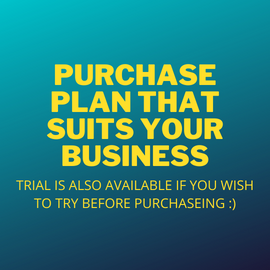 PURCHASE
PLAN THAT
SUITS YOUR
BUSINESS
TRIAL IS ALSO AVAILABLE IF YOU WISH
TO TRY BEFORE PURCHASEING :)